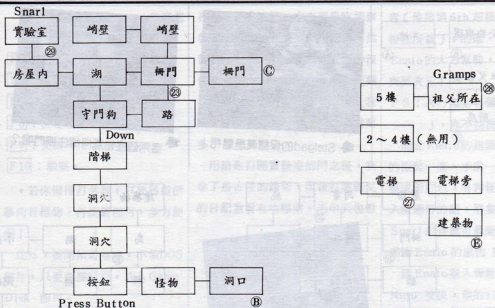 Snarl
實驗室 峭壁 峭壁
㉙
房屋內 湖 柵門 柵門 Ⓒ
㉓
守門狗 路
Down
階梯
洞穴
洞穴
按鈕 怪物 洞口
Press Button Ⓑ
Gramps
5樓 祖父所在 ㉘
2～4樓(無用)
電梯 電梯旁
㉗
建築物
Ⓔ